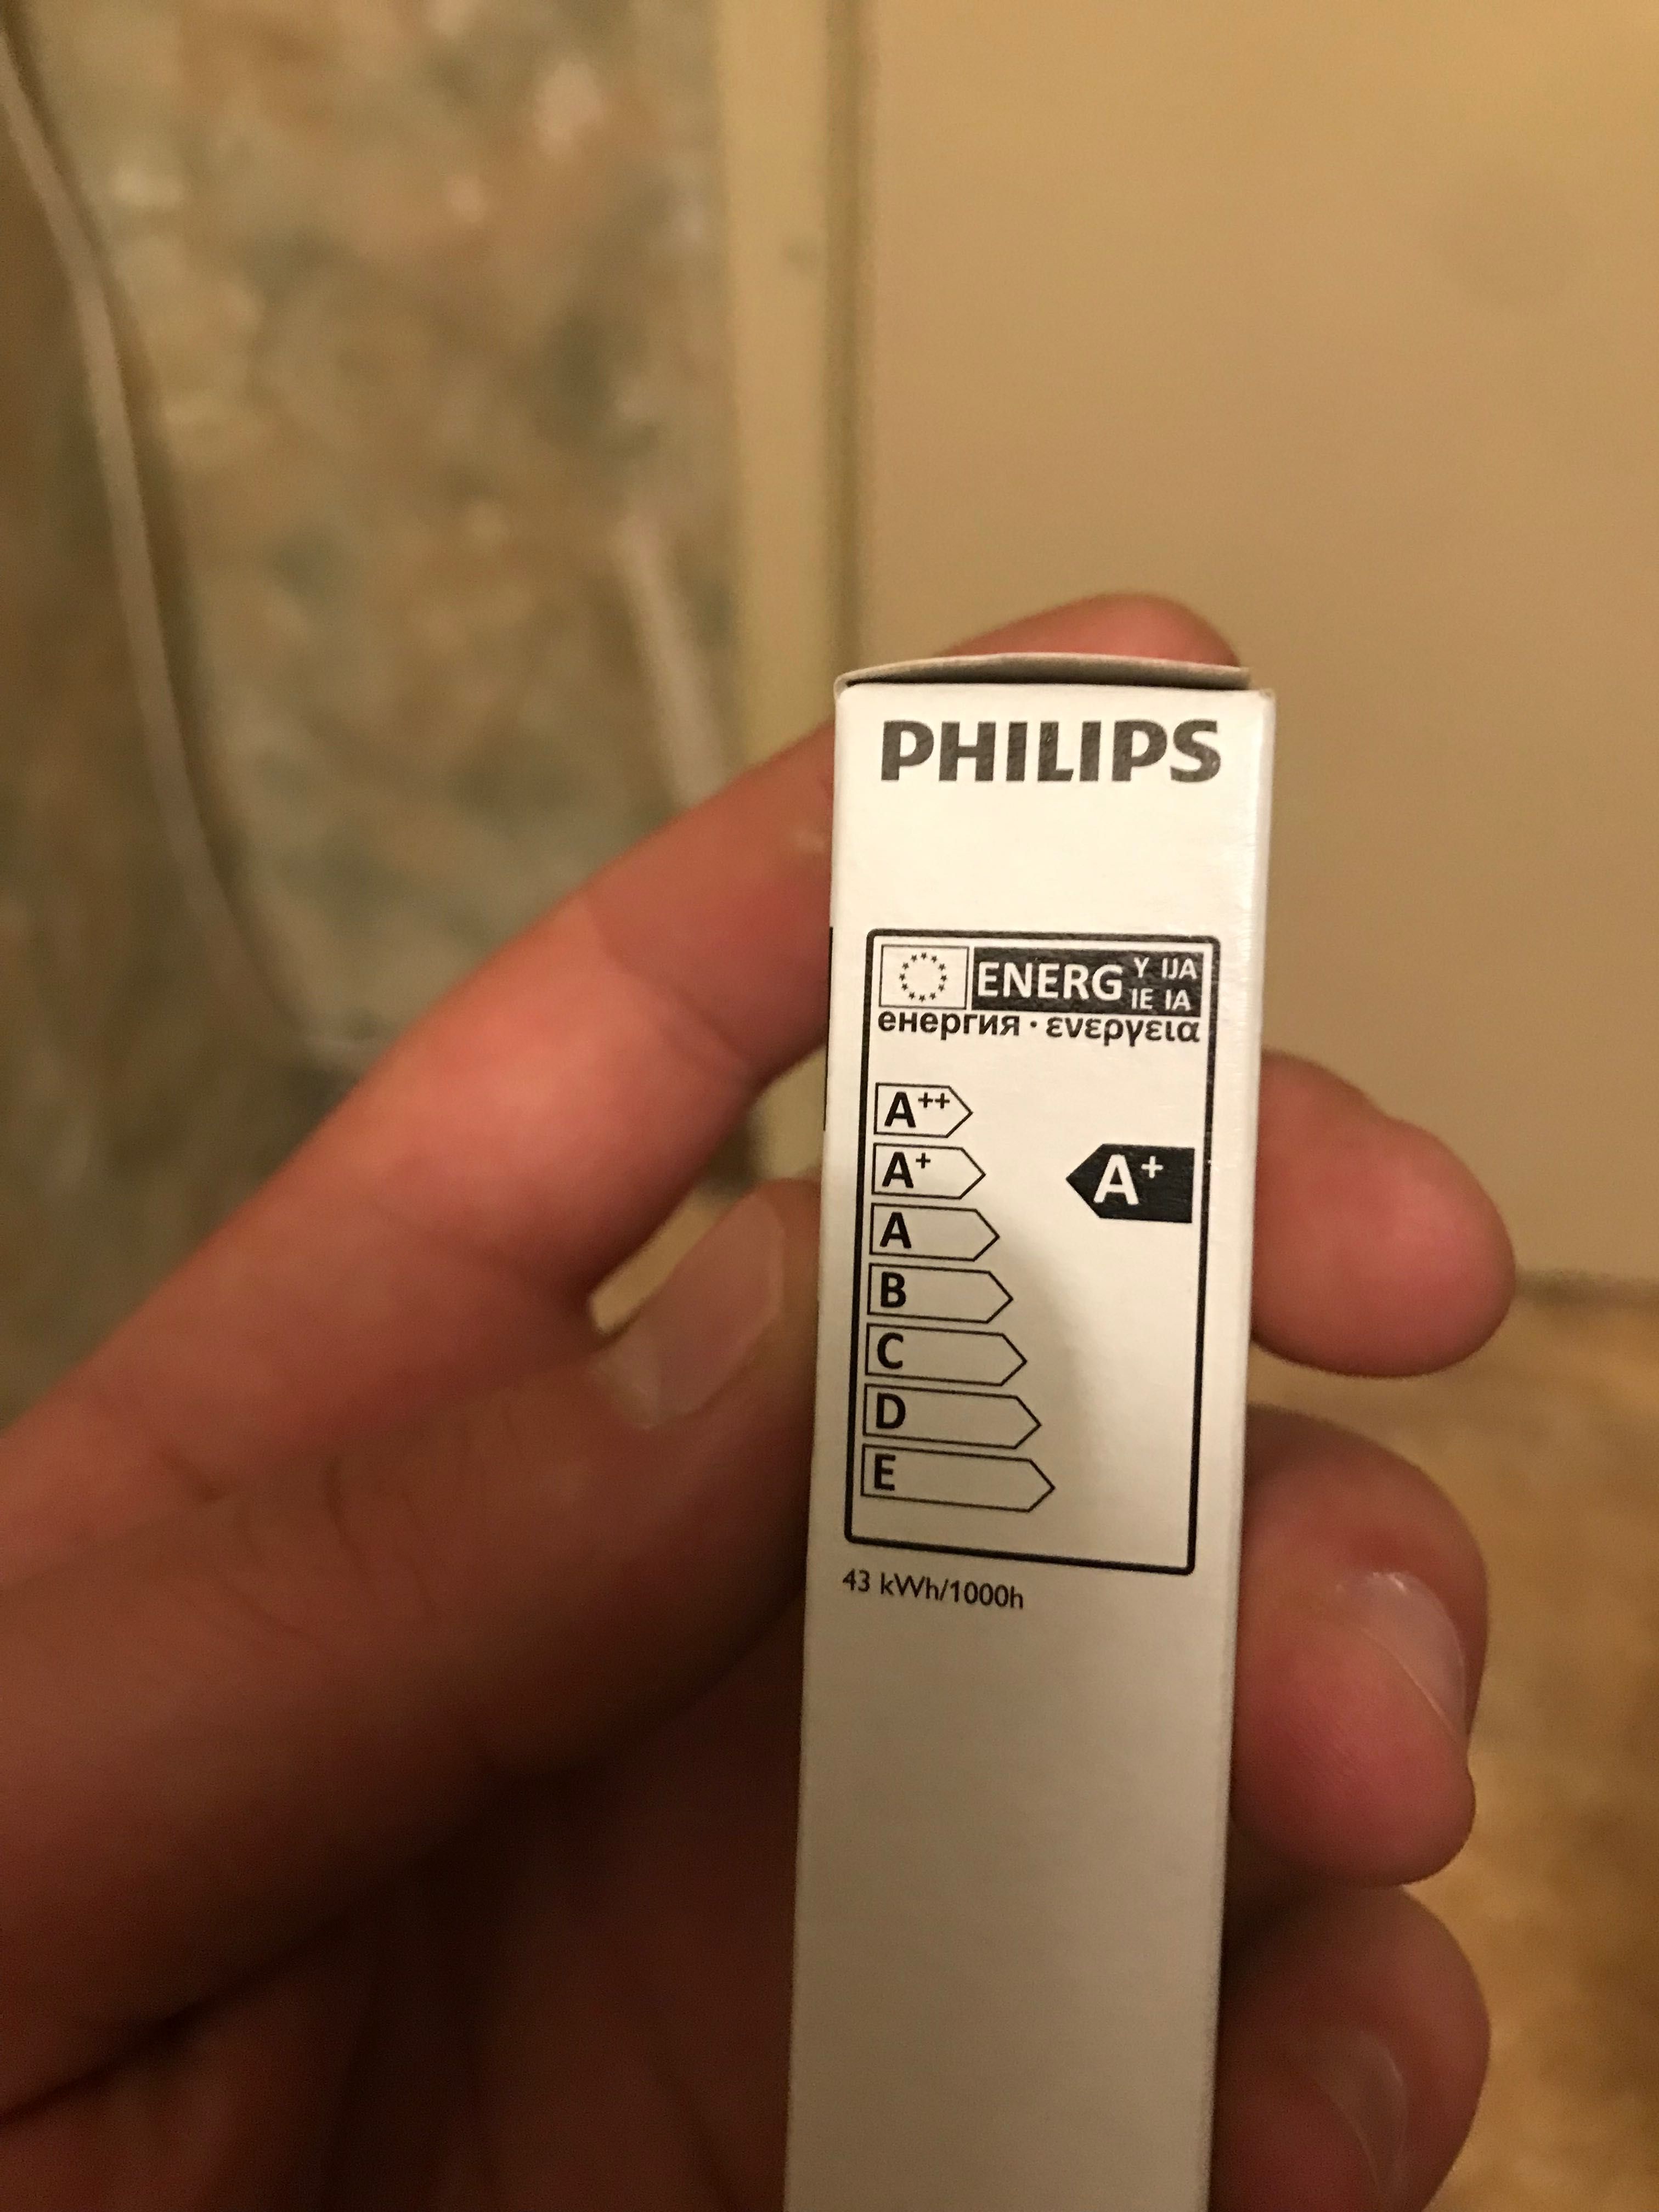 PHILIPS
ENERG Y IJA
IE IA
енергия · ενεργεια
A++
A+
A+
A
B
C
D
E
43 kWh/1000h